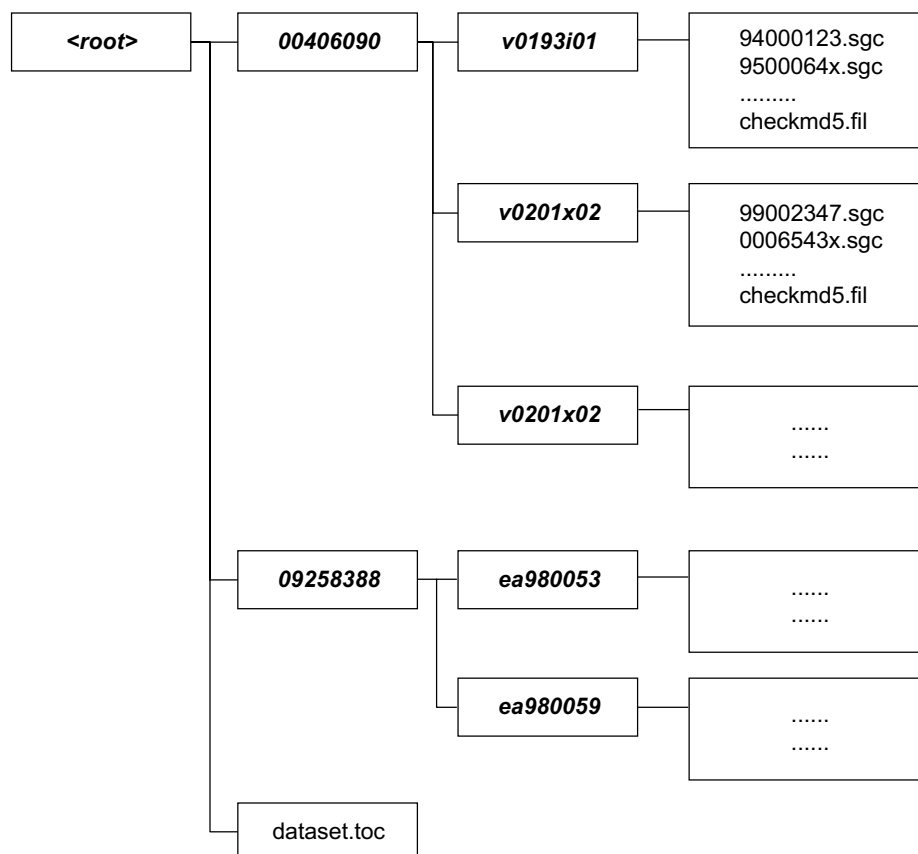 <root>
00406090
v0193i01
94000123.sgc
9500064x.sgc
.........
checkmd5.fil
v0201x02
99002347.sgc
0006543x.sgc
.........
checkmd5.fil
v0201x02
......
......
09258388
ea980053
......
......
ea980059
......
......
dataset.toc